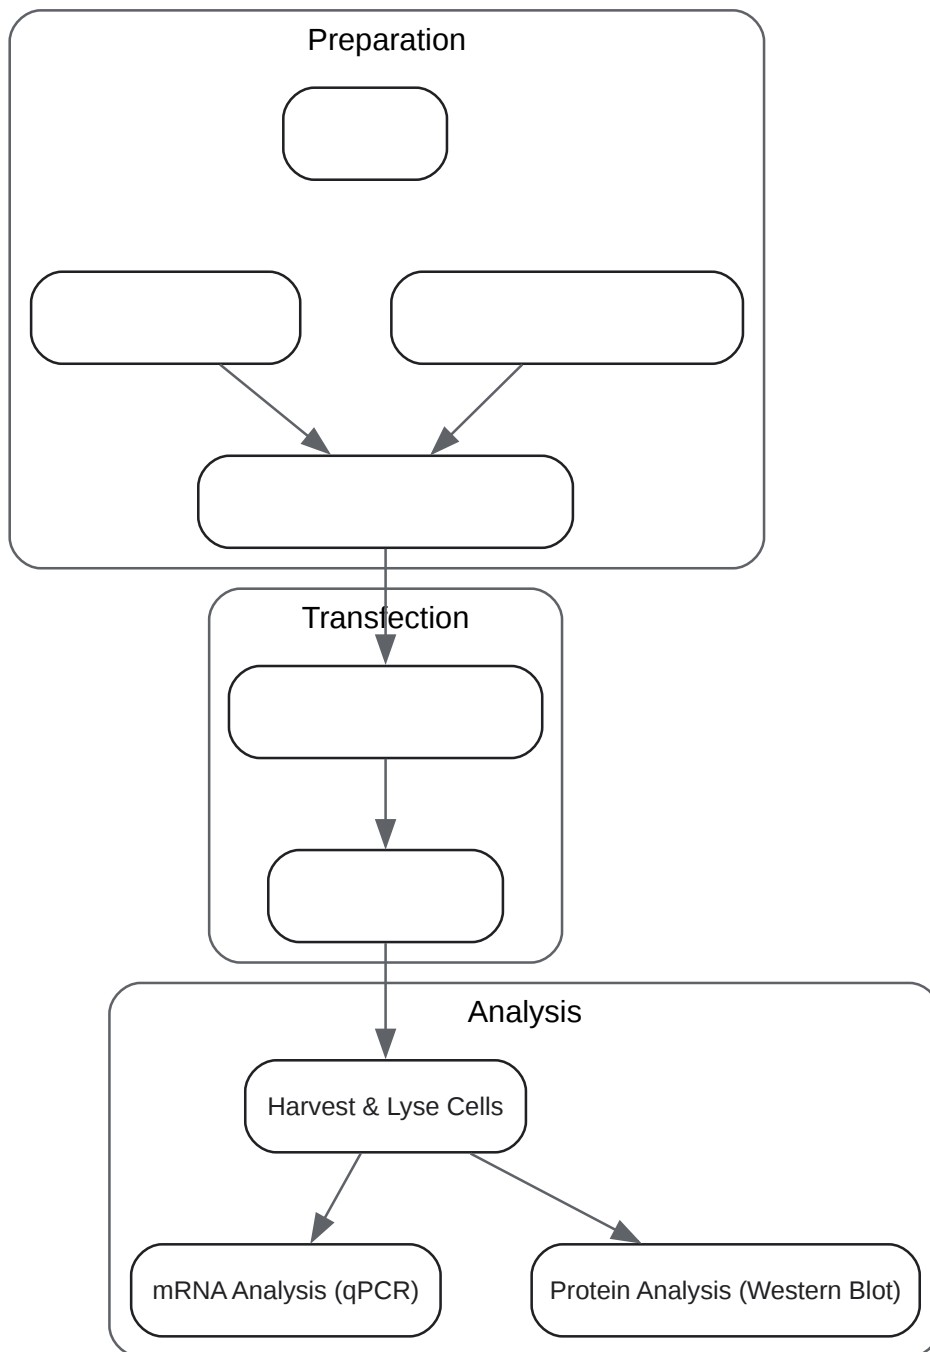 Preparation
Transfection
Analysis
Harvest & Lyse Cells
mRNA Analysis (qPCR)
Protein Analysis (Western Blot)